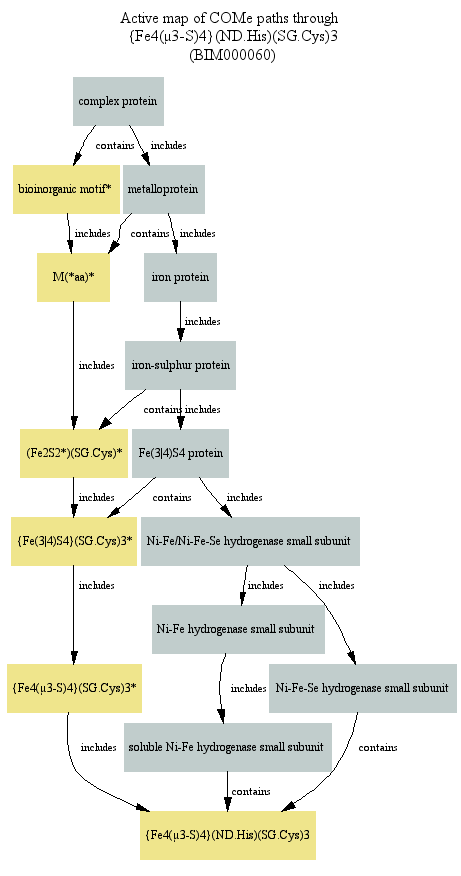 Active map of COMe paths through
{Fe4(μ3-S)4}(ND.His)(SG.Cys)3
(BIM000060)
complex protein
contains
includes
bioinorganic motif*
metalloprotein
includes
contains
includes
M(*aa)*
iron protein
includes
includes
iron-sulphur protein
contains
includes
(Fe2S2*)(SG.Cys)*
Fe(3|4)S4 protein
includes
contains
includes
{Fe(3|4)S4}(SG.Cys)3*
Ni-Fe/Ni-Fe-Se hydrogenase small subunit
includes
includes
includes
Ni-Fe hydrogenase small subunit
{Fe4(μ3-S)4}(SG.Cys)3*
includes
Ni-Fe-Se hydrogenase small subunit
includes
soluble Ni-Fe hydrogenase small subunit
contains
contains
{Fe4(μ3-S)4}(ND.His)(SG.Cys)3